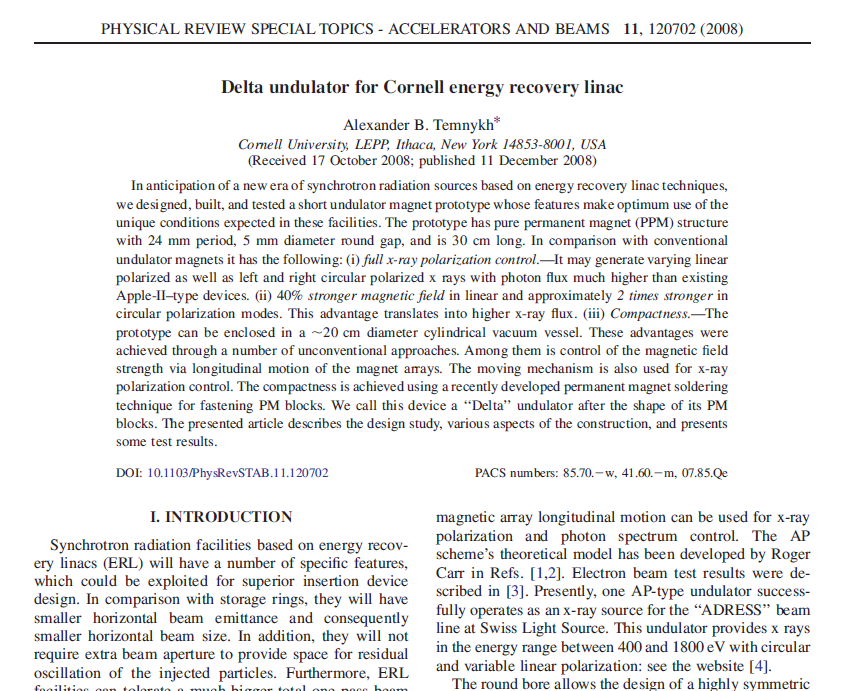 PHYSICAL REVIEW SPECIAL TOPICS - ACCELERATORS AND BEAMS 11, 120702 (2008)
Delta undulator for Cornell energy recovery linac
Alexander B. Temnykh*
Cornell University, LEPP, Ithaca, New York 14853-8001, USA
(Received 17 October 2008; published 11 December 2008)
In anticipation of a new era of synchrotron radiation sources based on energy recovery linac techniques,
we designed, built, and tested a short undulator magnet prototype whose features make optimum use of the
unique conditions expected in these facilities. The prototype has pure permanent magnet (PPM) structure
with 24 mm period, 5 mm diameter round gap, and is 30 cm long. In comparison with conventional
undulator magnets it has the following: (i) full x-ray polarization control.—It may generate varying linear
polarized as well as left and right circular polarized x rays with photon flux much higher than existing
Apple-II–type devices. (ii) 40% stronger magnetic field in linear and approximately 2 times stronger in
circular polarization modes. This advantage translates into higher x-ray flux. (iii) Compactness.—The
prototype can be enclosed in a ~20 cm diameter cylindrical vacuum vessel. These advantages were
achieved through a number of unconventional approaches. Among them is control of the magnetic field
strength via longitudinal motion of the magnet arrays. The moving mechanism is also used for x-ray
polarization control. The compactness is achieved using a recently developed permanent magnet soldering
technique for fastening PM blocks. We call this device a ‘‘Delta’’ undulator after the shape of its PM
blocks. The presented article describes the design study, various aspects of the construction, and presents
some test results.
DOI: 10.1103/PhysRevSTAB.11.120702
PACS numbers: 85.70.−w, 41.60.−m, 07.85.Qe
I. INTRODUCTION
Synchrotron radiation facilities based on energy recov-
ery linacs (ERL) will have a number of specific features,
which could be exploited for superior insertion device
design. In comparison with storage rings, they will have
smaller horizontal beam emittance and consequently
smaller horizontal beam size. In addition, they will not
require extra beam aperture to provide space for residual
oscillation of the injected particles. Furthermore, ERL
facilities can tolerate a much bigger total one pass beam
magnetic array longitudinal motion can be used for x-ray
polarization and photon spectrum control. The AP
scheme's theoretical model has been developed by Roger
Carr in Refs. [1,2]. Electron beam test results were de-
scribed in [3]. Presently, one AP-type undulator success-
fully operates as an x-ray source for the ‘‘ADRESS’’ beam
line at Swiss Light Source. This undulator provides x rays
in the energy range between 400 and 1800 eV with circular
and variable linear polarization: see the website [4].
The round bore allows the design of a highly symmetric